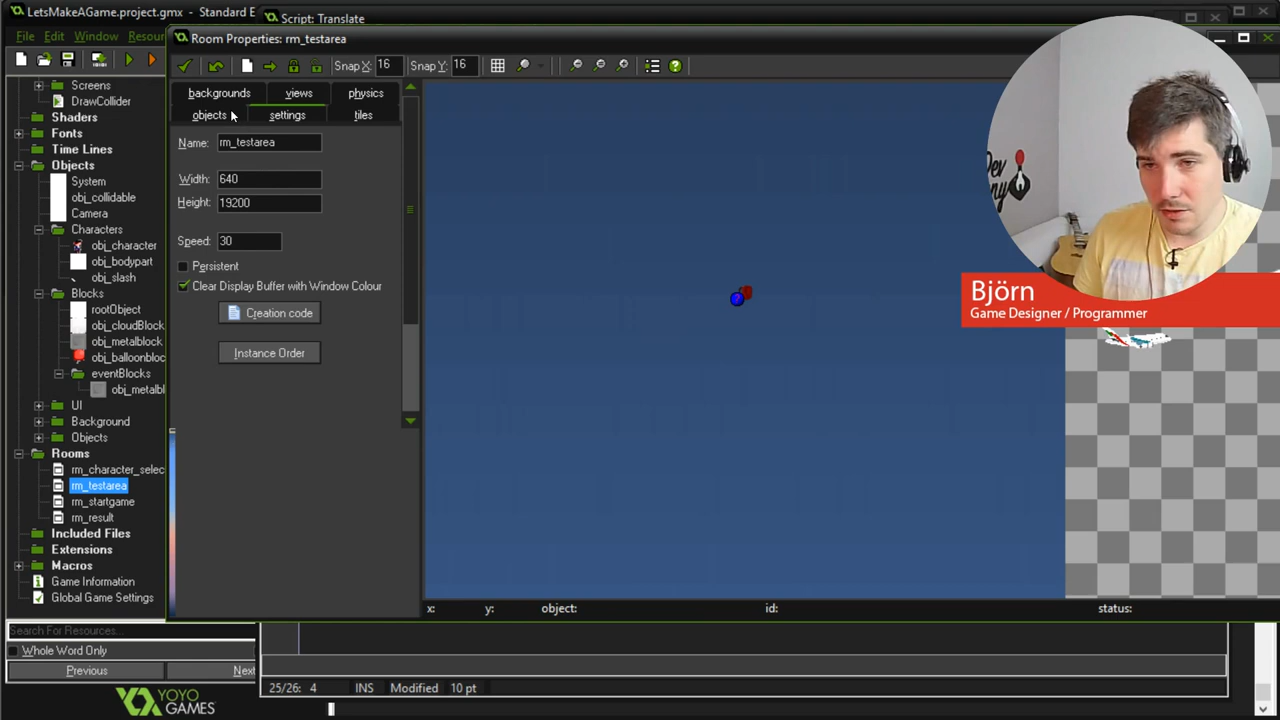 LetsMakeAGame.project.gmx - Standard E
Script: Translate
File Edit Window Resour
Room Properties: rm_testarea
Snap X: 16 Snap Y: 16
backgrounds views physics
objects settings tiles
Name: rm_testarea
Width: 640
Height: 19200
Speed: 30
Persistent
Clear Display Buffer with Window Colour
Creation code
Instance Order
Screens
DrawCollider
Shaders
Fonts
Time Lines
Objects
System
obj_collidable
Camera
Characters
obj_character
obj_bodypart
obj_slash
Blocks
rootObject
obj_cloudBlock
obj_metalblock
obj_balloonbloc
eventBlocks
obj_metalbl
UI
Background
Objects
Rooms
rm_character_selec
rm_testarea
rm_startgame
rm_result
Included Files
Extensions
Macros
Game Information
Global Game Settings
Search For Resources...
Whole Word Only
Previous Next
YOYO
GAMES™
x: y: object: id: status:
25/26: 4 INS Modified 10 pt
Björn
Game Designer / Programmer